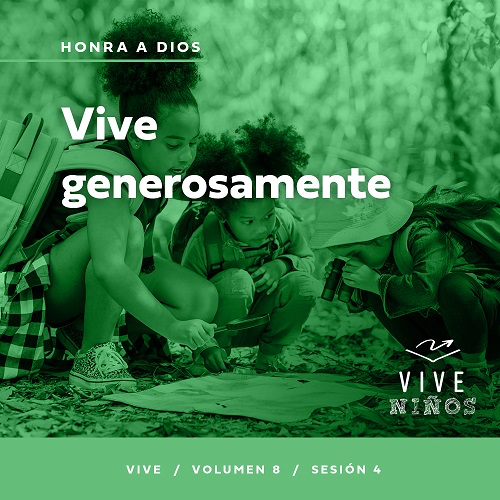 HONRA A DIOS
Vive
generosamente
VIVE
NIÑOS
VIVE / VOLUMEN 8 / SESIÓN 4